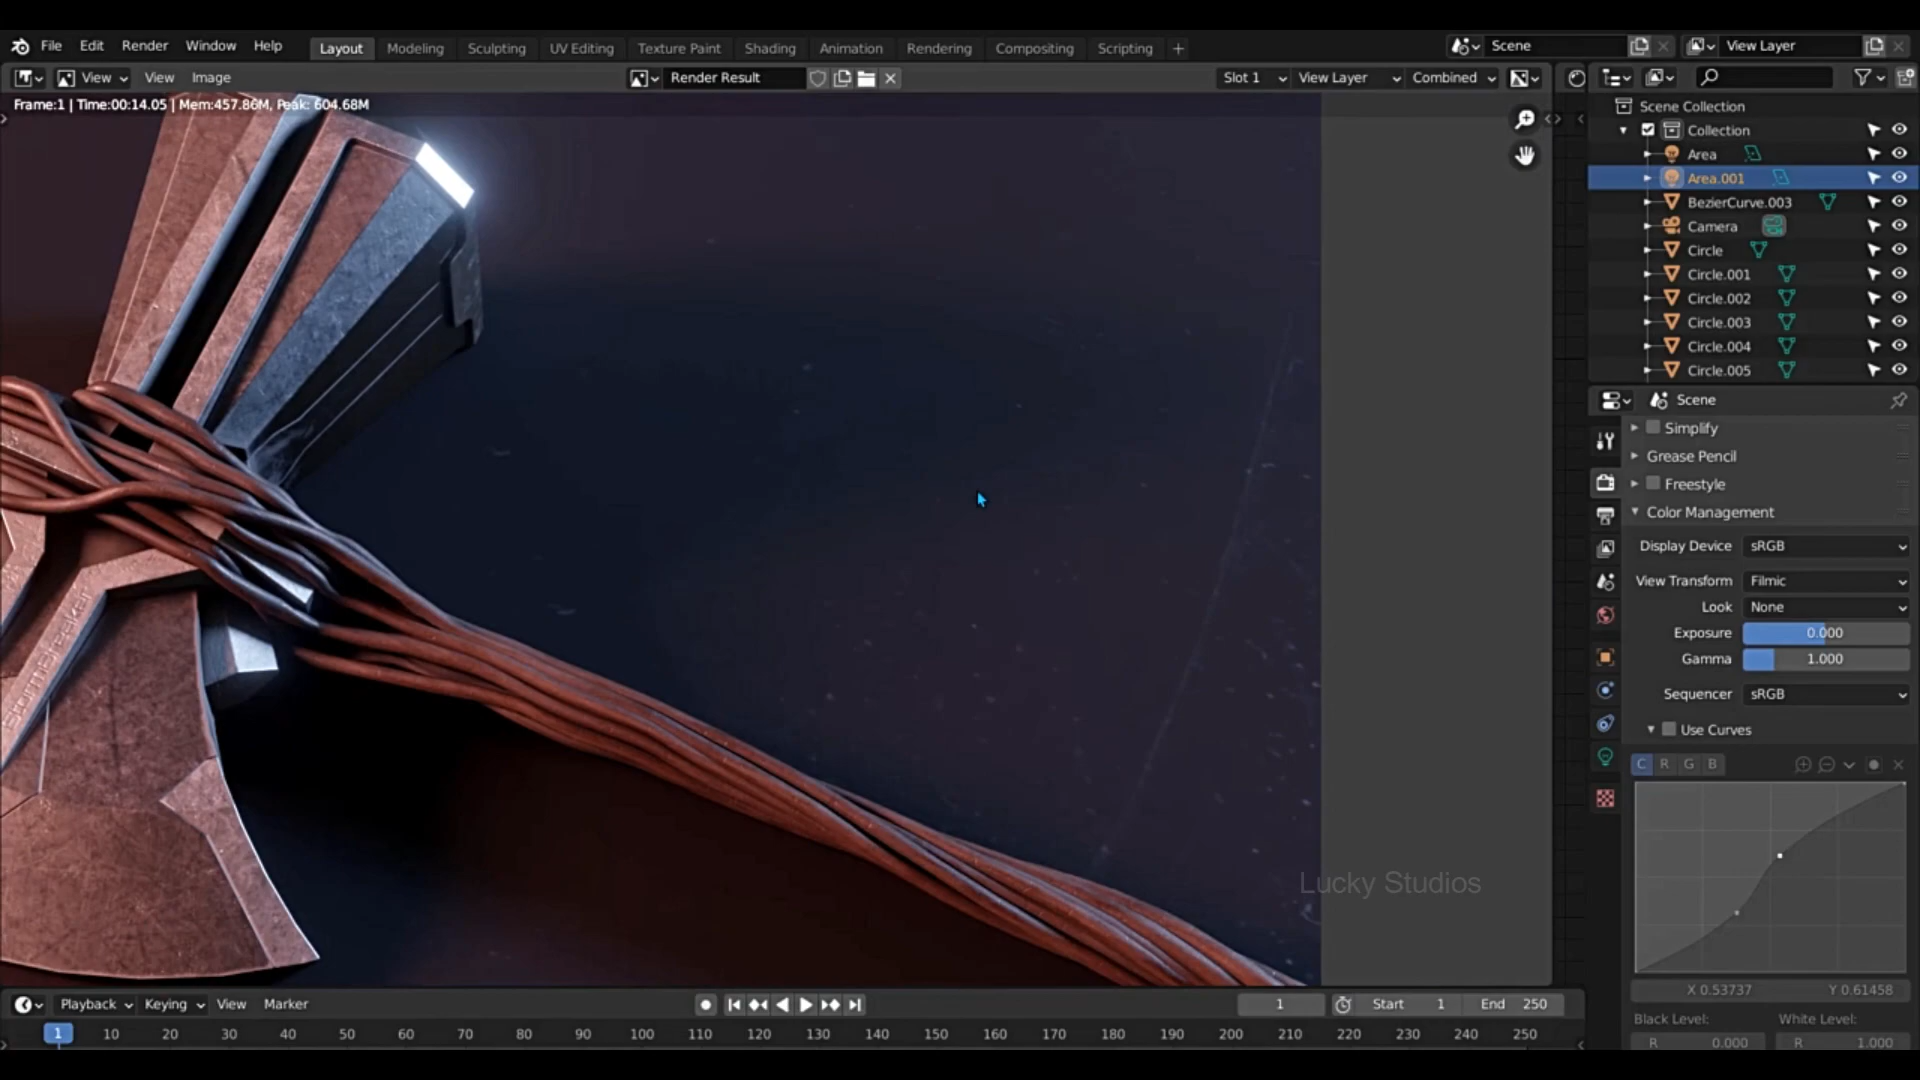 File Edit Render Window Help Layout Modeling Sculpting UV Editing Texture Paint Shading Animation Rendering Compositing Scripting + Scene View Layer
View View Image Render Result Slot 1 View Layer Combined
Frame:1 | Time:00:14.05 | Mem:457.86M, Peak: 604.68M
Scene Collection
Collection
Area
Area.001
BezierCurve.003
Camera
Circle
Circle.001
Circle.002
Circle.003
Circle.004
Circle.005
Scene
Simplify
Grease Pencil
Freestyle
Color Management
Display Device sRGB
View Transform Filmic
Look None
Exposure 0.000
Gamma 1.000
Sequencer sRGB
Use Curves
C R G B
X 0.53737 Y 0.61458
Black Level: White Level:
R 0.000 R 1.000
StormBreaker
Lucky Studios
Playback Keying View Marker 1 Start 1 End 250
1 10 20 30 40 50 60 70 80 90 100 110 120 130 140 150 160 170 180 190 200 210 220 230 240 250